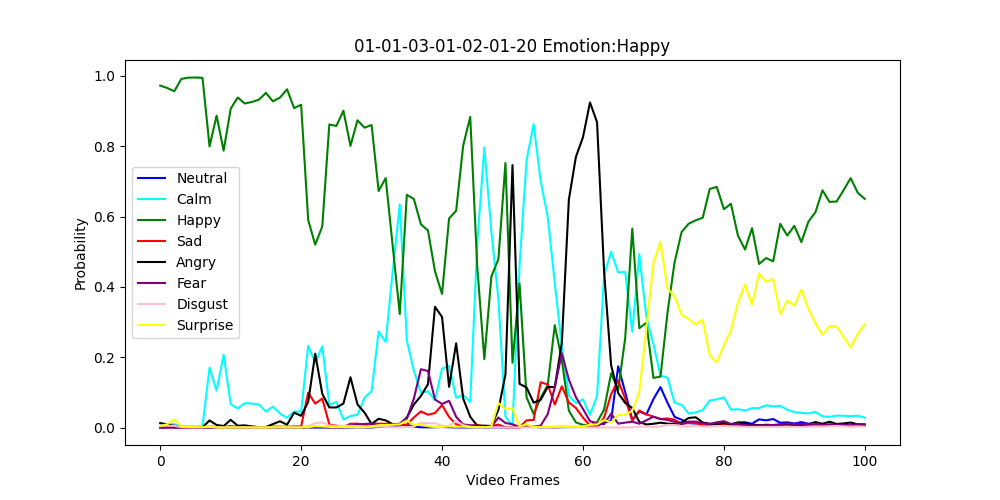 01-01-03-01-02-01-20 Emotion:Happy
Probability
1.0
0.8
0.6
0.4
0.2
0.0
Neutral
Calm
Happy
Sad
Angry
Fear
Disgust
Surprise
0 20 40 60 80 100
Video Frames